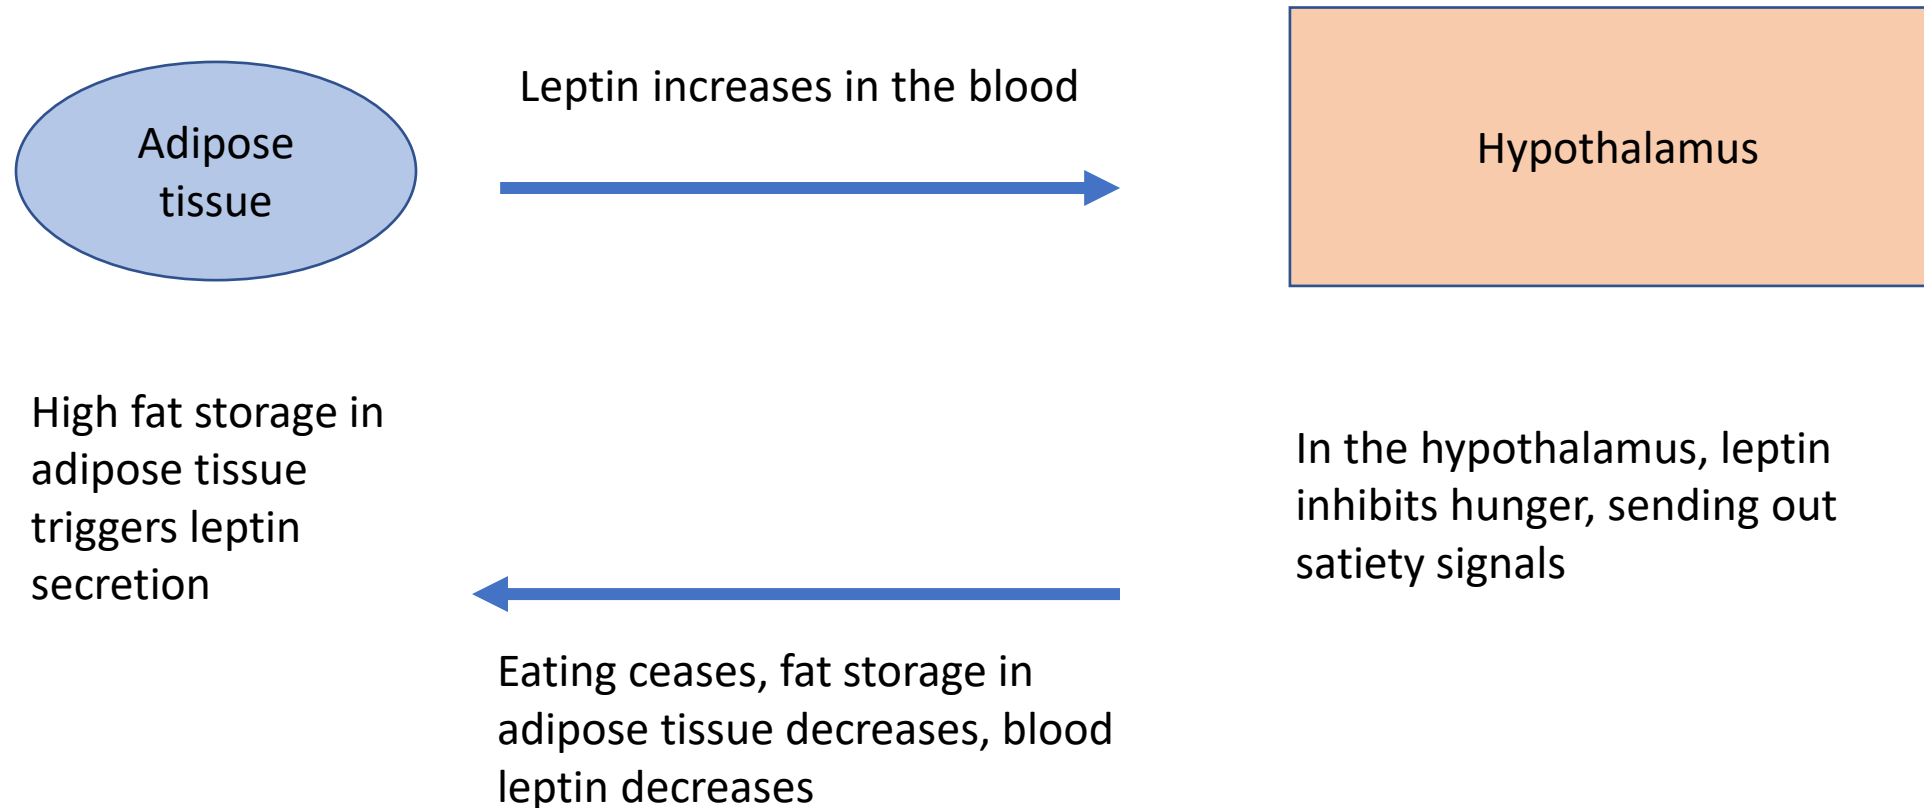 Adipose
tissue
Leptin increases in the blood
Hypothalamus
High fat storage in
adipose tissue
triggers leptin
secretion
In the hypothalamus, leptin
inhibits hunger, sending out
satiety signals
Eating ceases, fat storage in
adipose tissue decreases, blood
leptin decreases